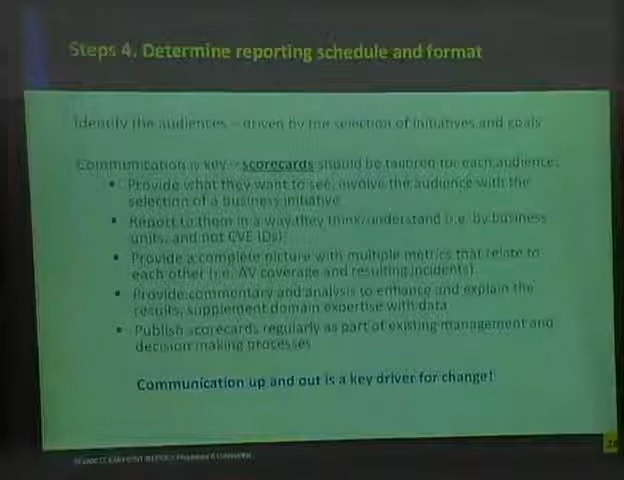 Steps 4. Determine reporting schedule and format
Identify the audiences – driven by the selection of initiatives and goals
Communication is key – scorecards should be tailored for each audience.
• Provide what they want to see, involve the audience with the
selection of a business initiative
• Report to them in a way they think/understand (i.e. by business
units, and not CVE IDs)
• Provide a complete picture with multiple metrics that relate to
each other (i.e. AV coverage and resulting incidents)
• Provide commentary and analysis to enhance and explain the
results, supplement domain expertise with data
• Publish scorecards regularly as part of existing management and
decision making processes
Communication up and out is a key driver for change!